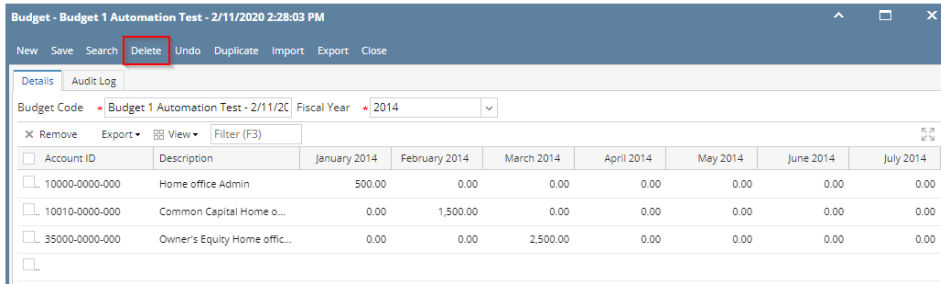 Budget - Budget 1 Automation Test - 2/11/2020 2:28:03 PM
New Save Search Delete Undo Duplicate Import Export Close
Details Audit Log
Budget Code * Budget 1 Automation Test - 2/11/2C Fiscal Year * 2014
Remove Export View Filter (F3)
Account ID Description January 2014 February 2014 March 2014 April 2014 May 2014 June 2014 July 2014
10000-0000-000 Home office Admin 500.00 0.00 0.00 0.00 0.00 0.00 0.00
10010-0000-000 Common Capital Home o... 0.00 1,500.00 0.00 0.00 0.00 0.00 0.00
35000-0000-000 Owner's Equity Home offic... 0.00 0.00 2,500.00 0.00 0.00 0.00 0.00